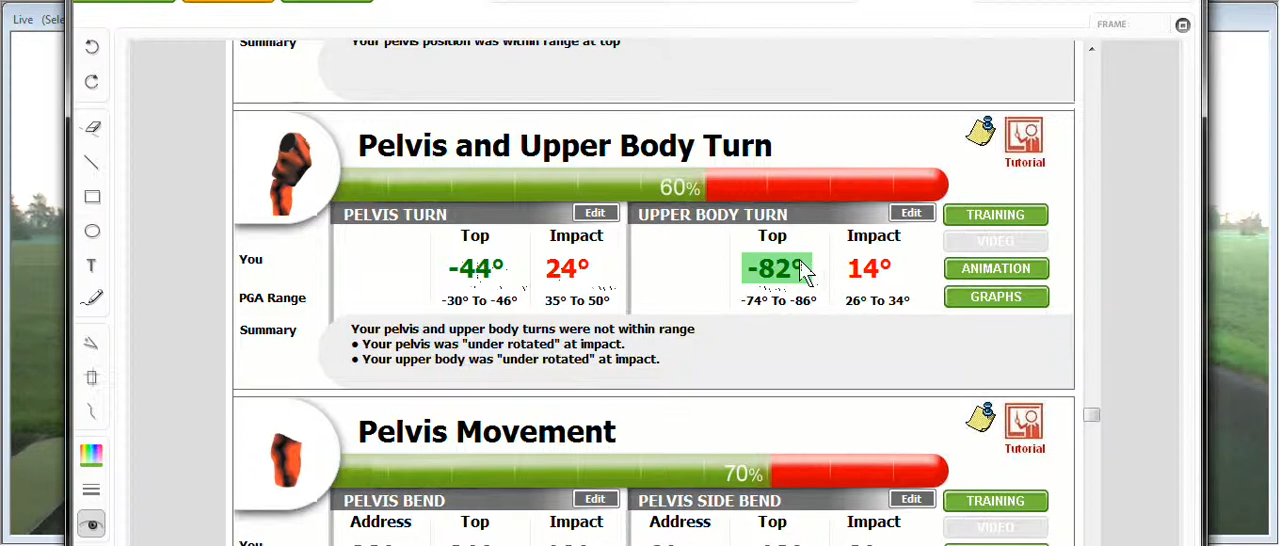 Live (Sele
FRAME:
Summary Your pelvis position was within range at top
Pelvis and Upper Body Turn
Tutorial
60%
PELVIS TURN Edit UPPER BODY TURN Edit TRAINING
Top Impact Top Impact VIDEO
You -44° 24° -82° 14° ANIMATION
PGA Range -30° To -46° 35° To 50° -74° To -86° 26° To 34° GRAPHS
Summary Your pelvis and upper body turns were not within range
• Your pelvis was "under rotated" at impact.
• Your upper body was "under rotated" at impact.
Pelvis Movement
Tutorial
70%
PELVIS BEND Edit PELVIS SIDE BEND Edit TRAINING
Address Top Impact Address Top Impact VIDEO
You